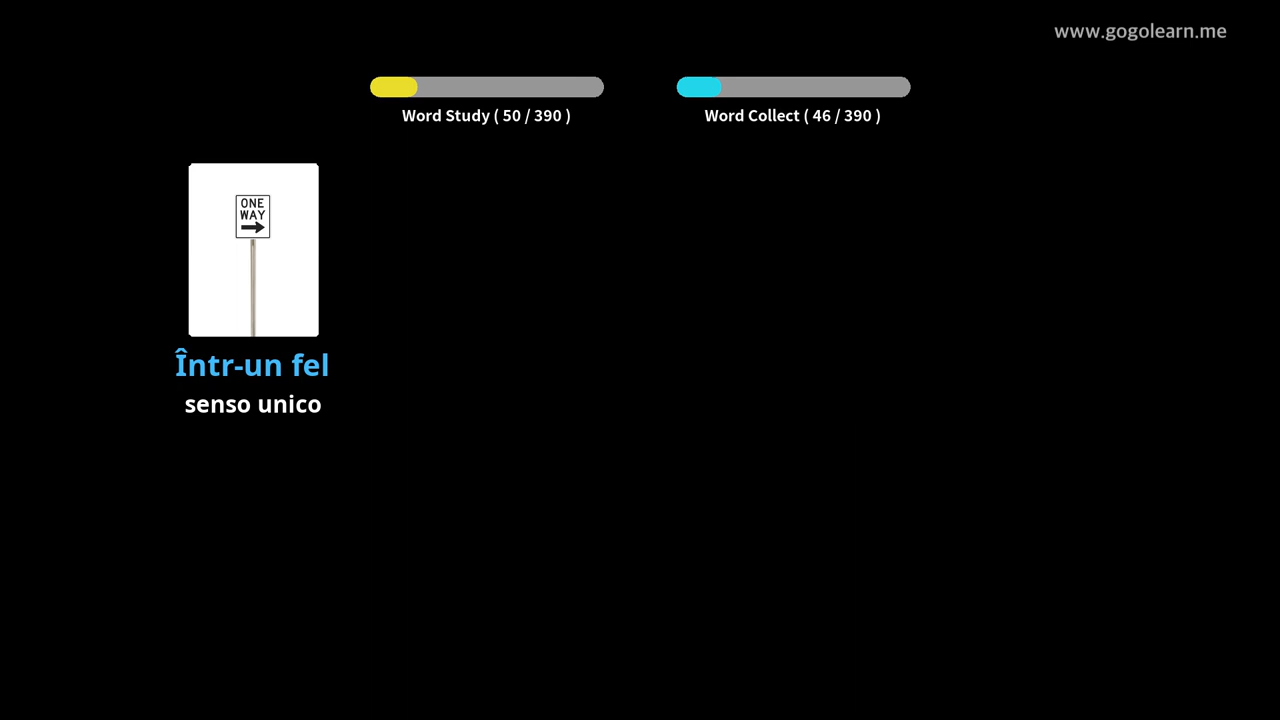 www.gogolearn.me
Word Study ( 50 / 390 )
Word Collect ( 46 / 390 )
ONE
WAY
Într-un fel
senso unico